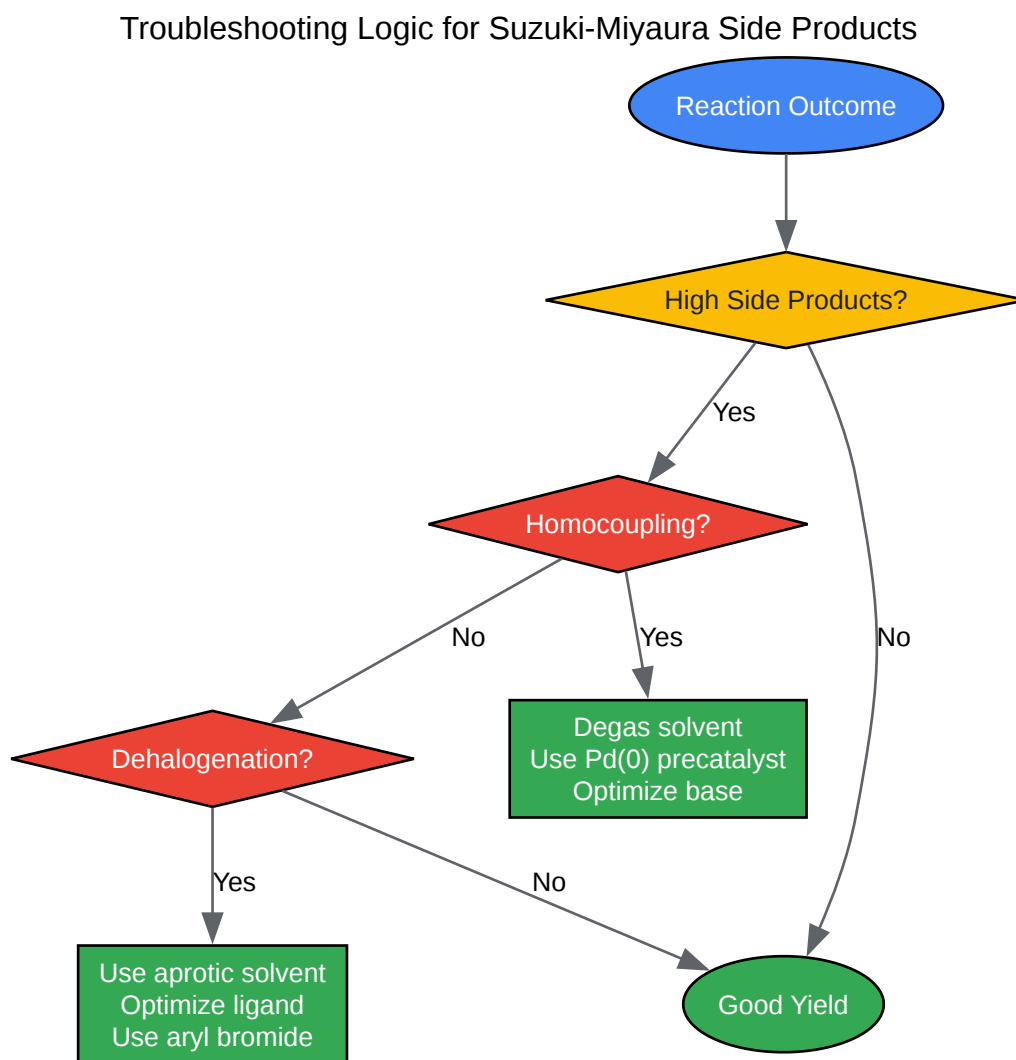 Troubleshooting Logic for Suzuki-Miyaura Side Products
Reaction Outcome
High Side Products?
Yes
No
Homocoupling?
No
Yes
Dehalogenation?
Degas solvent
Use Pd(0) precatalyst
Optimize base
Yes
No
Use aprotic solvent
Optimize ligand
Use aryl bromide
Good Yield